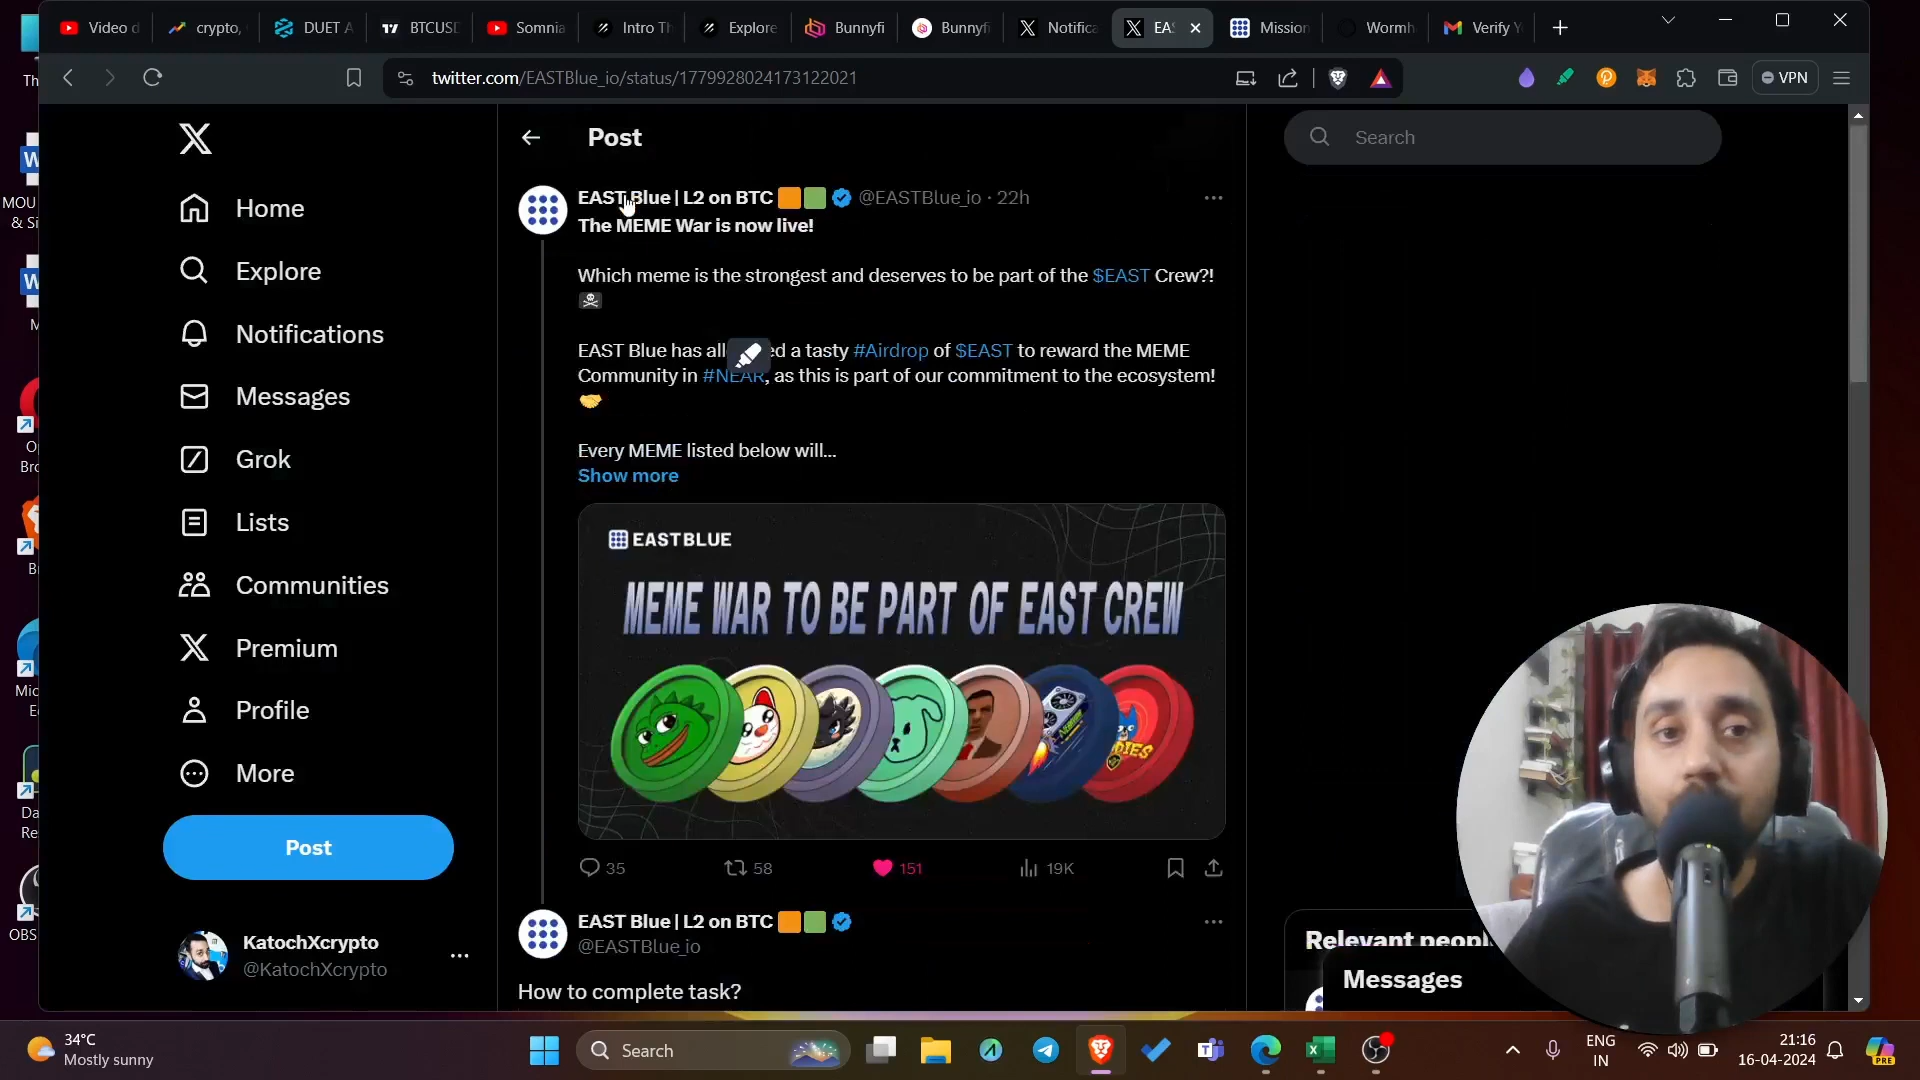 Video d
crypto,
DUET A
BTCUSD
Somnia
Intro Th
Explore
Bunnyfi
Bunnyfi
Notifica
EAS
Mission
Wormh
Verify Y
twitter.com/EASTBlue_io/status/1779928024173122021
VPN
Home
Explore
Notifications
Messages
Grok
Lists
Communities
Premium
Profile
More
Post
KatochXcrypto
@KatochXcrypto
Post
EAST Blue | L2 on BTC @EASTBlue_io · 22h
The MEME War is now live!
Which meme is the strongest and deserves to be part of the $EAST Crew?!
EAST Blue has all ed a tasty #Airdrop of $EAST to reward the MEME
Community in #NEAR, as this is part of our commitment to the ecosystem!
Every MEME listed below will...
Show more
EASTBLUE
MEME WAR TO BE PART OF EAST CREW
35
58
151
19K
EAST Blue | L2 on BTC
@EASTBlue_io
How to complete task?
Search
Relevant peopl
Messages
Th
MOU
& Si
M
Op
Bro
Br
Mic
E
Da
Re
OBS
34°C
Mostly sunny
Search
ENG
IN
21:16
16-04-2024
PRE